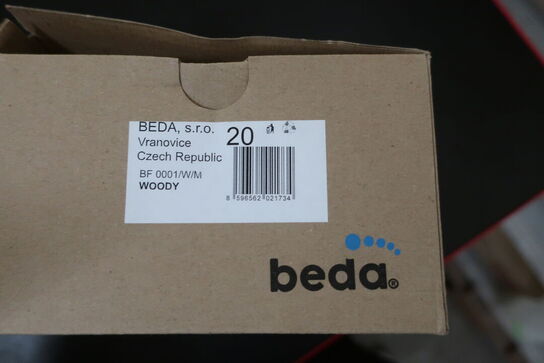 BEDA, s.r.o. 20
Vranovice
Czech Republic
BF 0001/W/M
WOODY
8 596562 021734
beda®